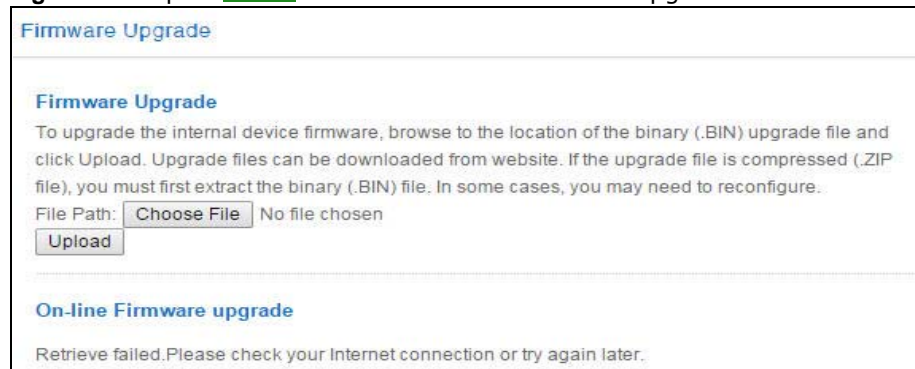 Firmware Upgrade
Firmware Upgrade
To upgrade the internal device firmware, browse to the location of the binary (.BIN) upgrade file and
click Upload. Upgrade files can be downloaded from website. If the upgrade file is compressed (.ZIP
file), you must first extract the binary (.BIN) file. In some cases, you may need to reconfigure.
File Path: Choose File No file chosen
Upload
On-line Firmware upgrade
Retrieve failed.Please check your Internet connection or try again later.